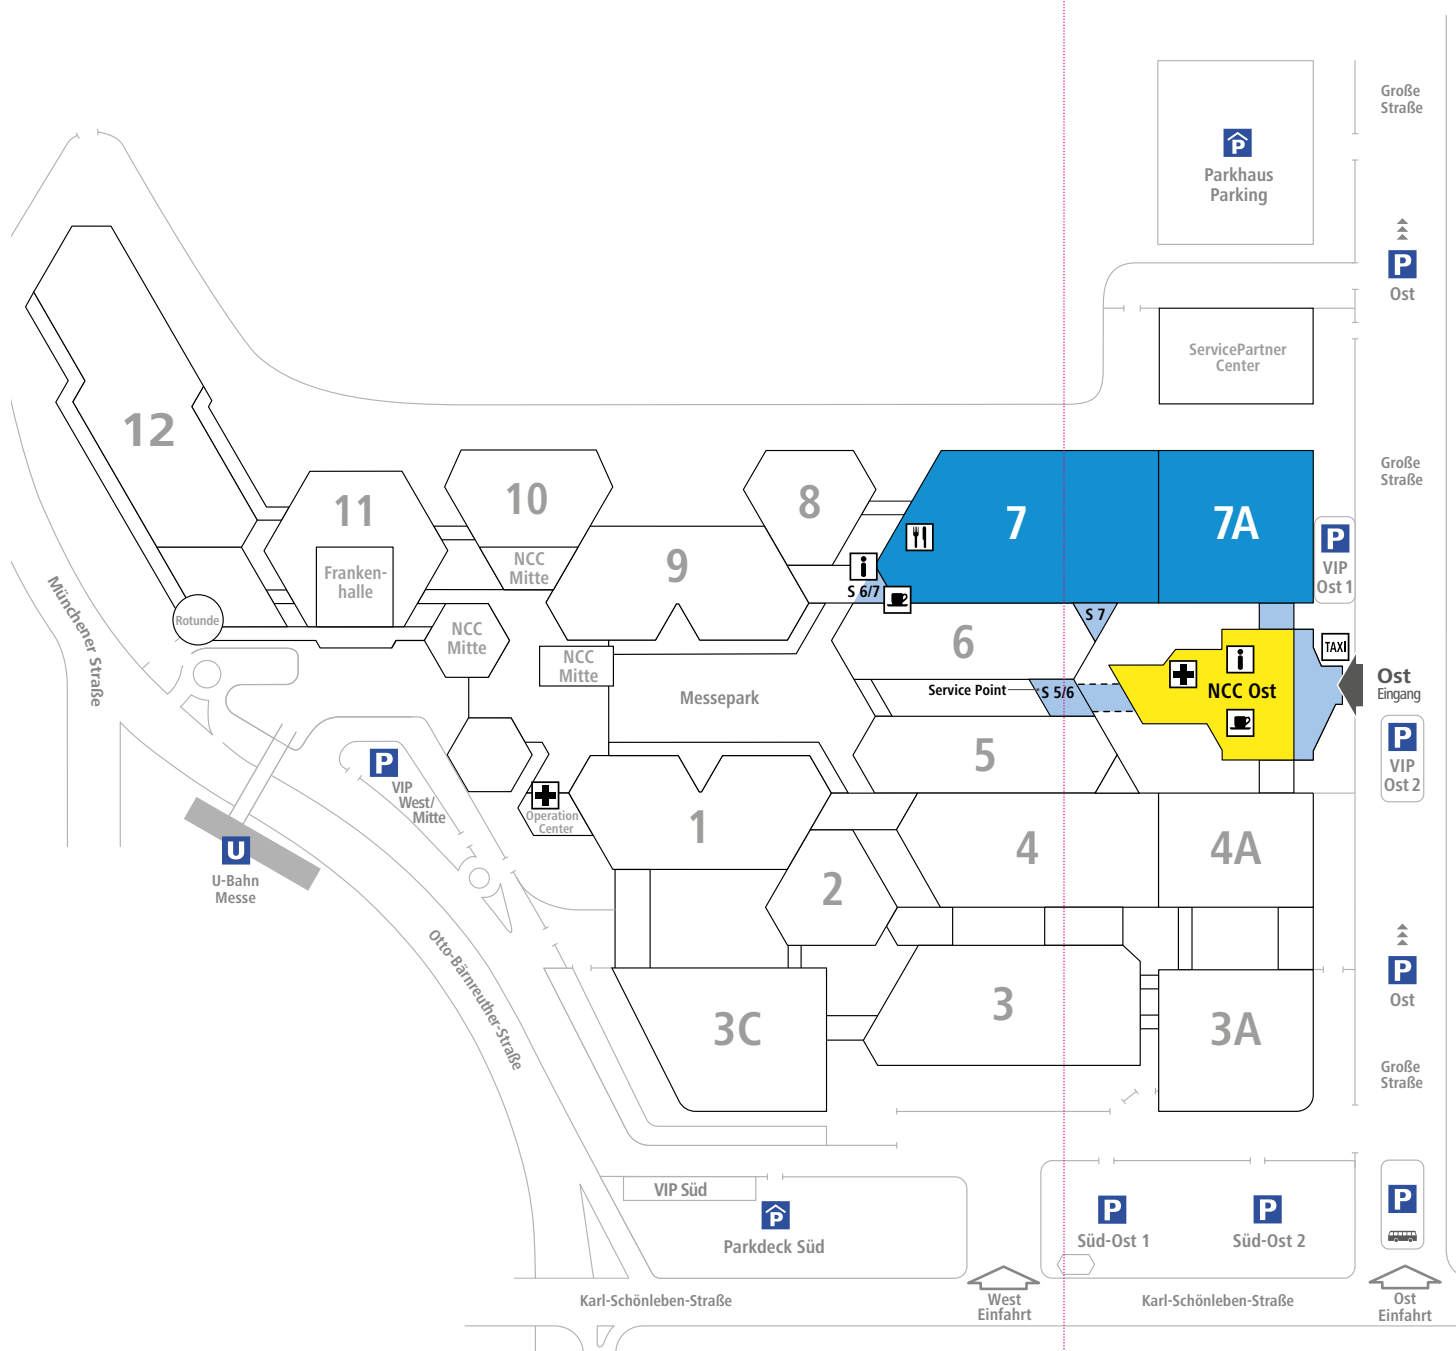 Große
Straße
P
Parkhaus
Parking
P
Ost
ServicePartner
Center
12
11
10
8
7
7A
Große
Straße
P
VIP
Ost 1
Franken-
halle
NCC
Mitte
9
i
S 6/7
Rotunde
NCC
Mitte
NCC
Mitte
6
S 7
TAXI
i
NCC Ost
Ost
Eingang
Messepark
Service Point
S 5/6
Münchener Straße
P
VIP
West/
Mitte
5
P
VIP
Ost 2
Operation
Center
1
4
4A
U
U-Bahn
Messe
2
Otto-Bärnreuther-Straße
P
Ost
3C
3
3A
Große
Straße
VIP Süd
P
Parkdeck Süd
P
Süd-Ost 1
P
Süd-Ost 2
P
Karl-Schönleben-Straße
West
Einfahrt
Karl-Schönleben-Straße
Ost
Einfahrt